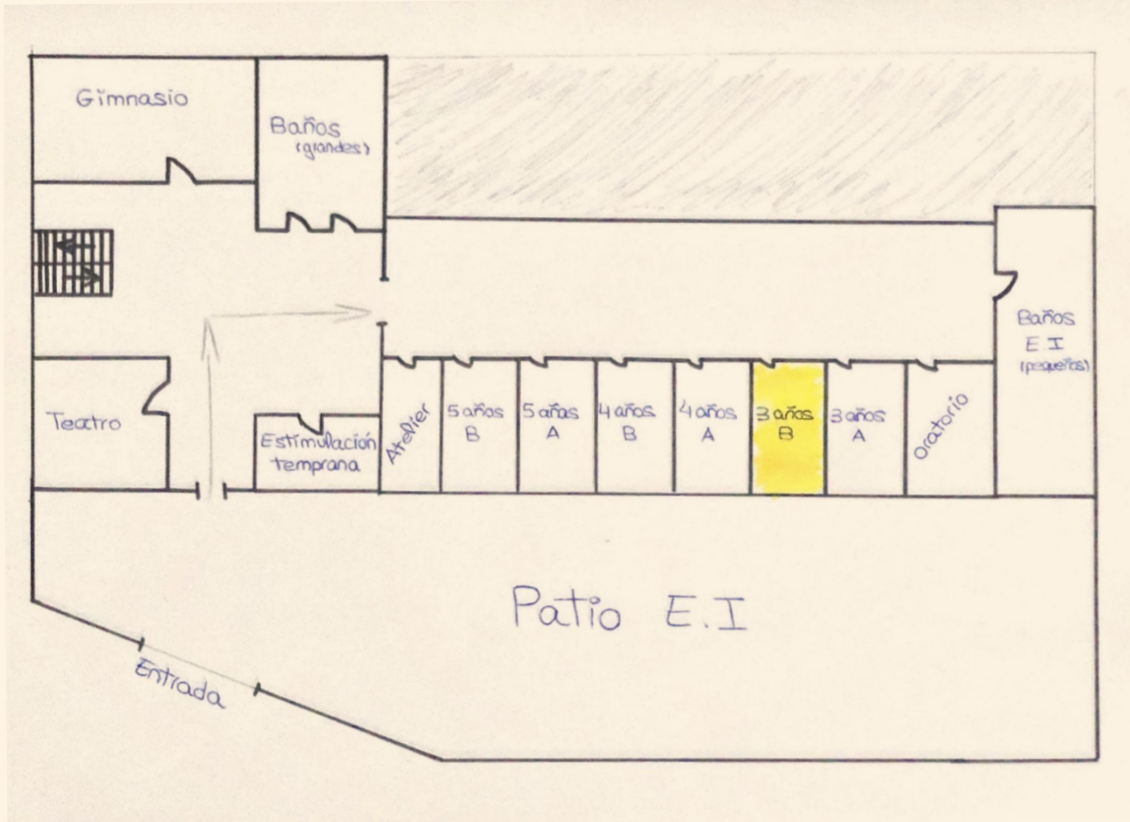 Gimnasio
Baños
(grandes)
Baños
E.I
(pequeños)
Teatro
Estimulación
temprana
Atelier
5 años
B
5 años
A
4 años
B
4 años
A
3 años
B
3 años
A
Oratorio
Patio E.I
Entrada